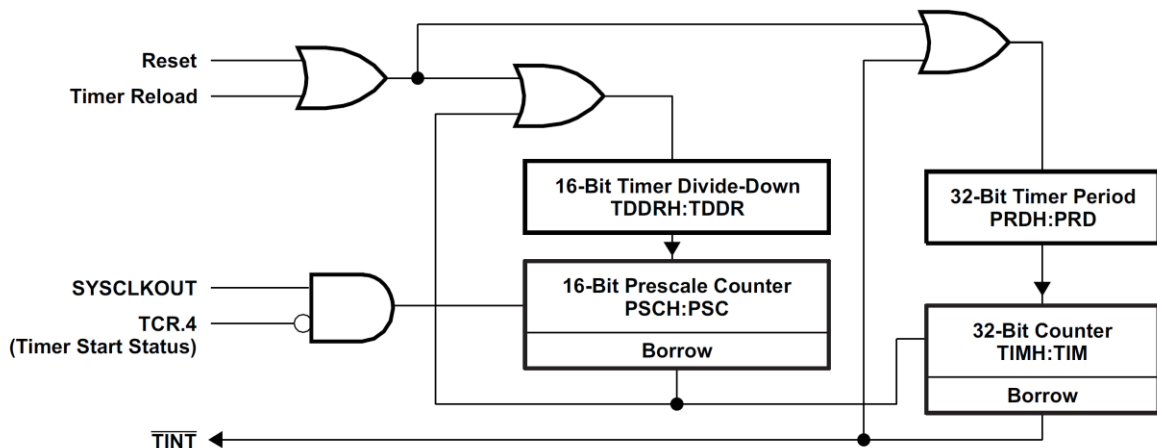 Reset
Timer Reload
16-Bit Timer Divide-Down
TDDRH:TDDR
32-Bit Timer Period
PRDH:PRD
SYSCLKOUT
TCR.4
(Timer Start Status)
16-Bit Prescale Counter
PSCH:PSC
Borrow
32-Bit Counter
TIMH:TIM
Borrow
TINT